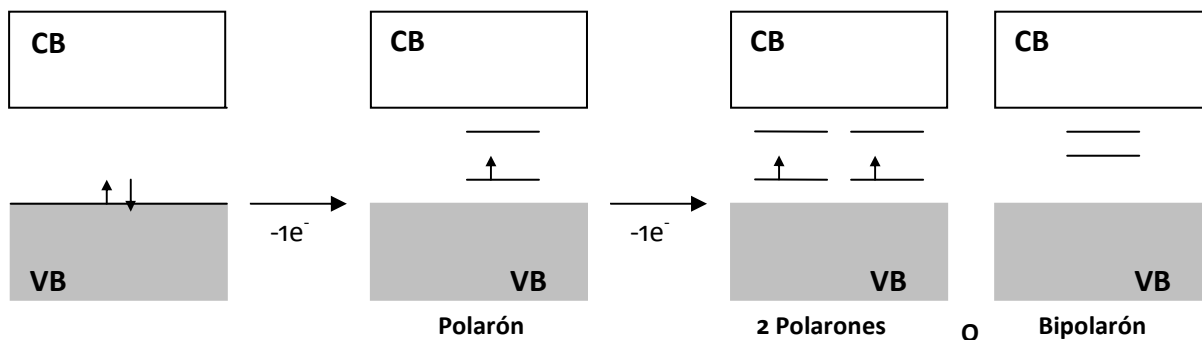 CB
CB
CB
CB
-1e⁻
-1e⁻
VB
VB
VB
VB
Polarón
2 Polarones
o
Bipolarón